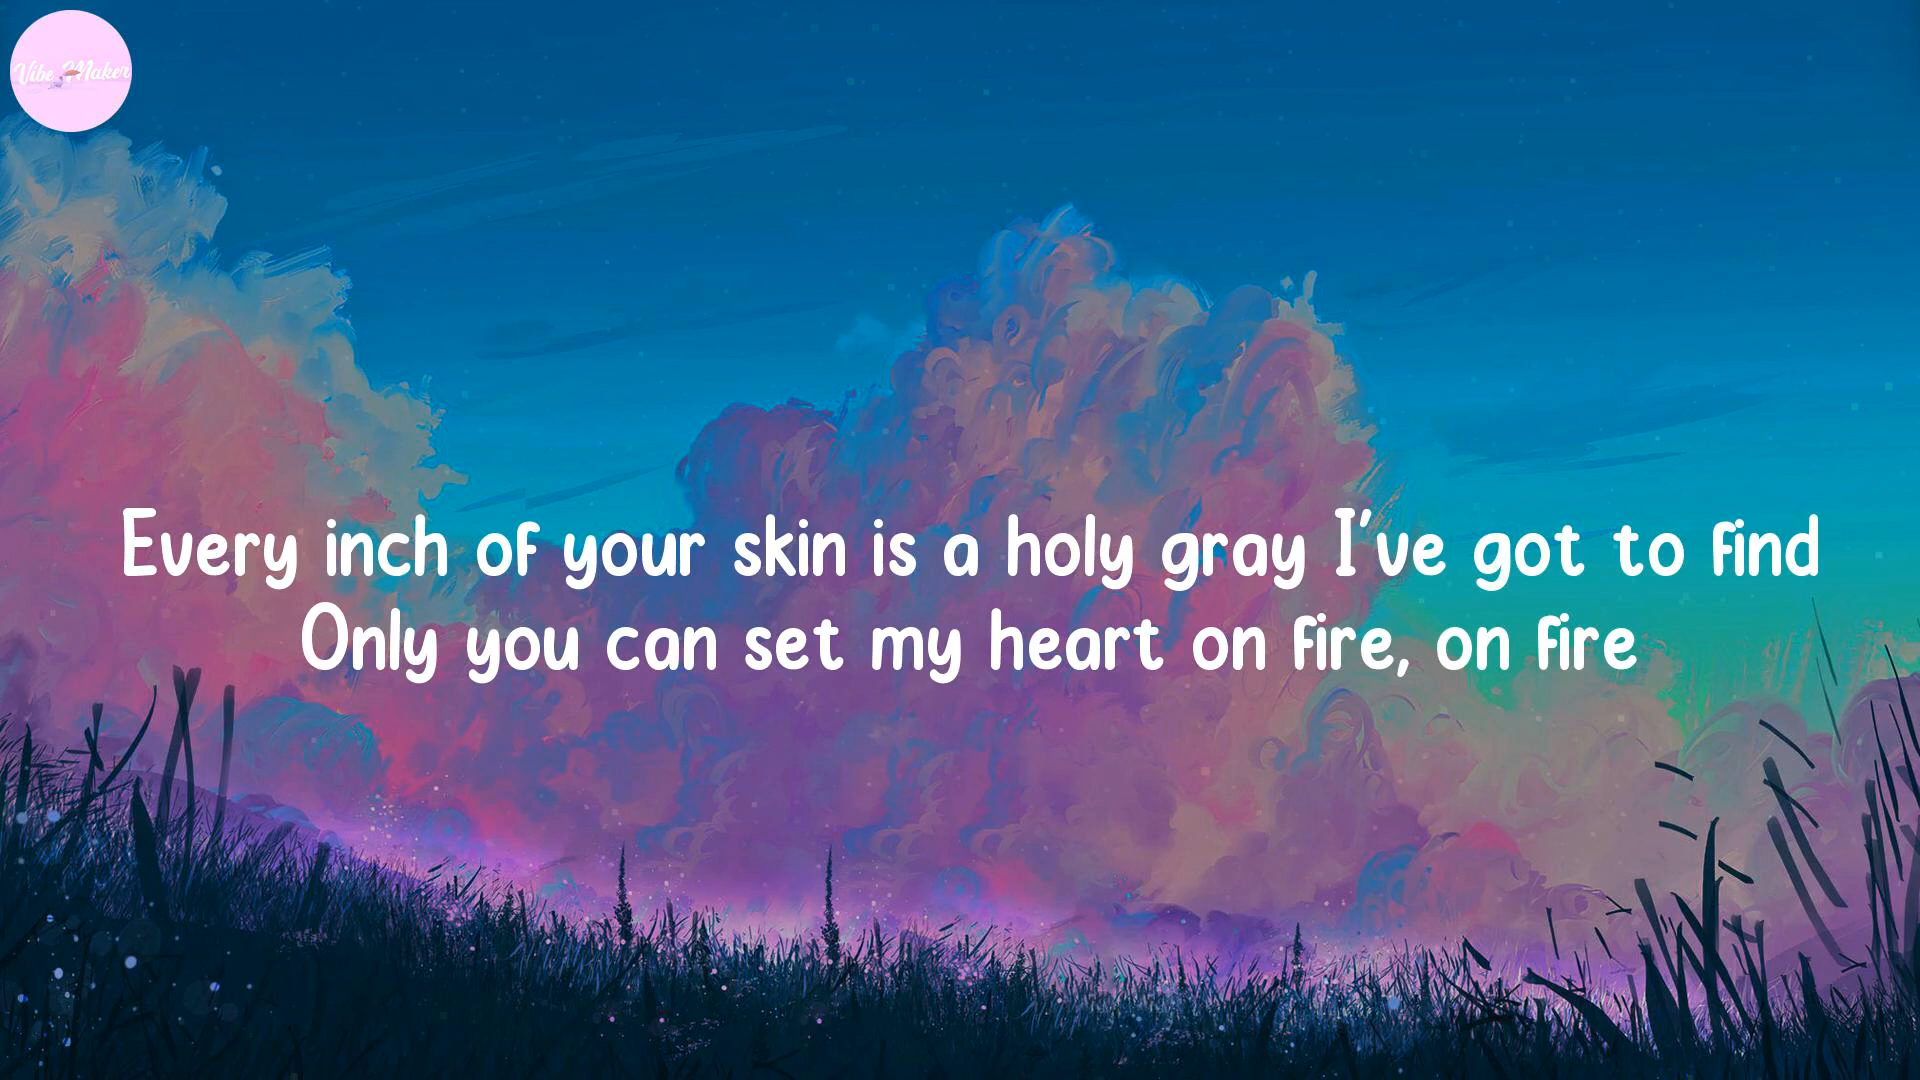 Vibe Maker
Every inch of your skin is a holy gray I've got to find
Only you can set my heart on fire, on fire